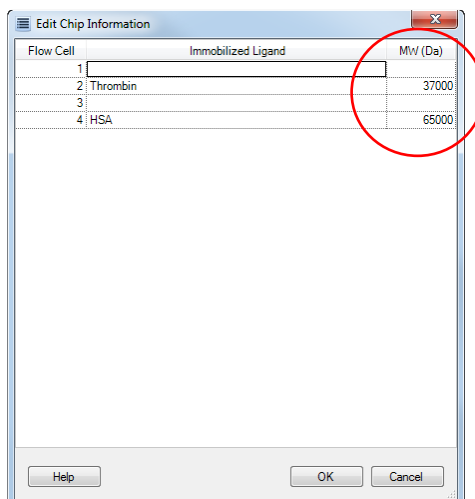 Edit Chip Information
Flow Cell Immobilized Ligand MW (Da)
1
2 Thrombin 37000
3
4 HSA 65000
Help OK Cancel